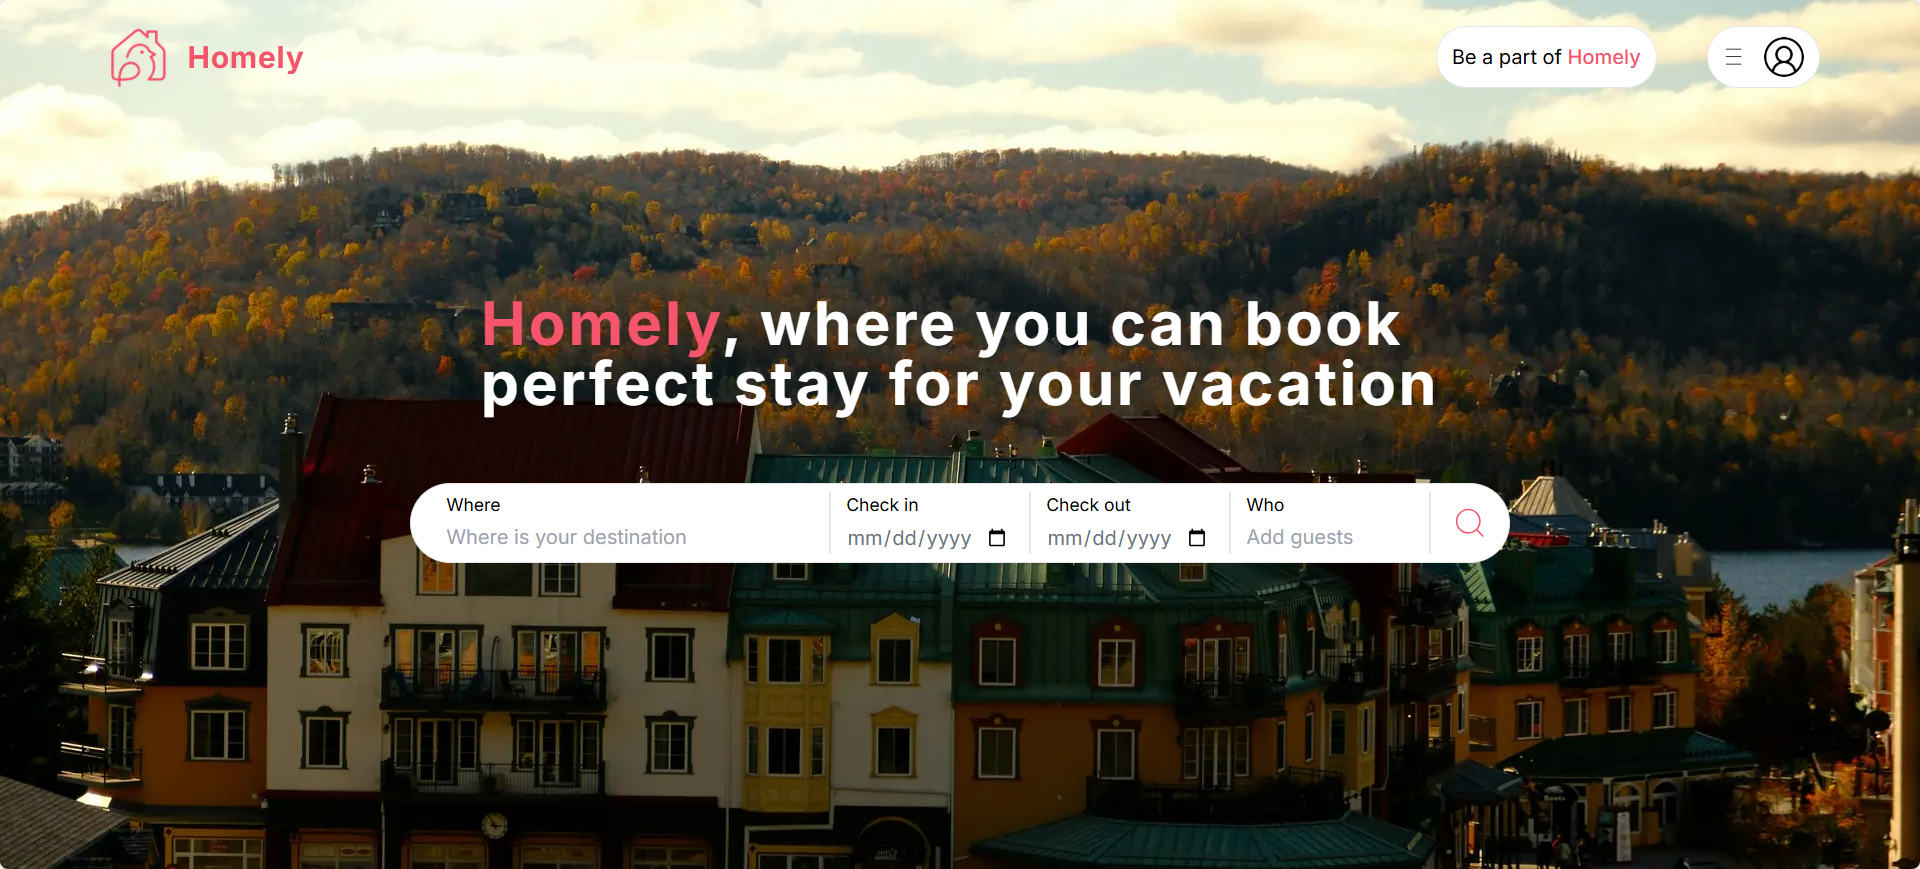 Homely
Be a part of Homely
Homely, where you can book
perfect stay for your vacation
Where
Check in
Check out
Who
Where is your destination
mm/dd/yyyy
mm/dd/yyyy
Add guests
Roots